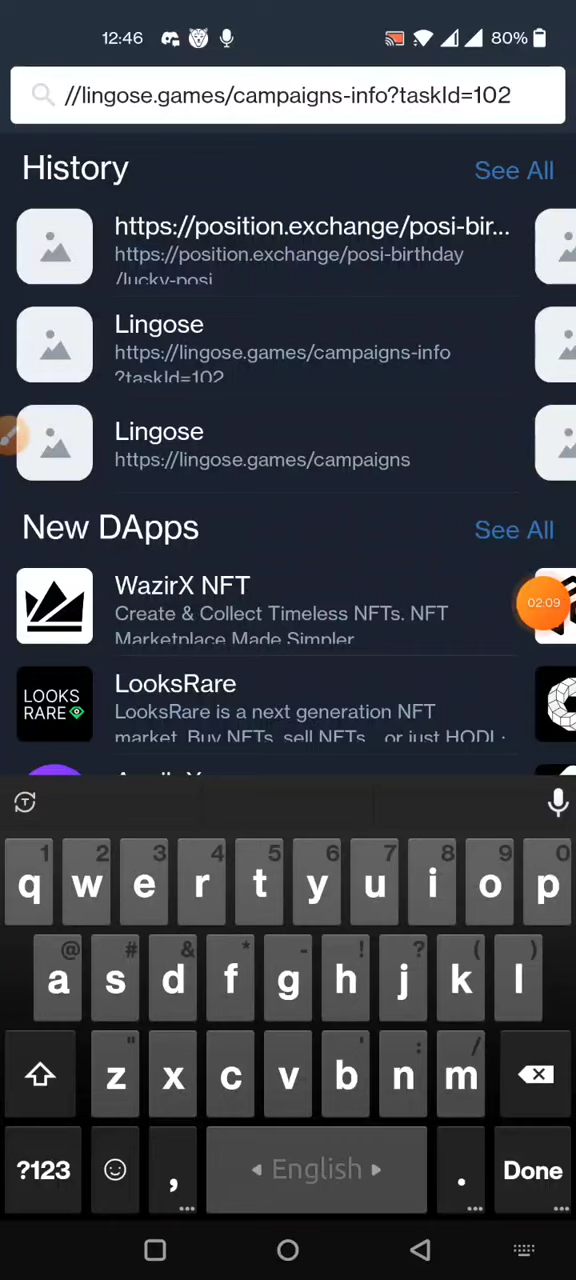 12:46
80%
//lingose.games/campaigns-info?taskId=102
History
See All
https://position.exchange/posi-bir...
https://position.exchange/posi-birthday
/lucky-posi
Lingose
https://lingose.games/campaigns-info
?taskId=102
Lingose
https://lingose.games/campaigns
New DApps
See All
WazirX NFT
Create & Collect Timeless NFTs. NFT
Marketplace Made Simpler
02:09
LOOKS
RARE
LooksRare
LooksRare is a next generation NFT
market. Buy NFTs, sell NFTs... or just HODL.
T
1 2 3 4 5 6 7 8 9 0
q w e r t y u i o p
@ # & * - ! ? ( )
a s d f g h j k l
" ' : /
z x c v b n m
?123 , English . Done